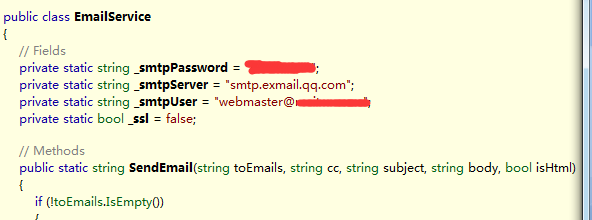 public class EmailService
{
// Fields
private static string _smtpPassword = ";
private static string _smtpServer = "smtp.exmail.qq.com";
private static string _smtpUser = "webmaster@
private static bool _ssl = false;
// Methods
public static string SendEmail(string toEmails, string cc, string subject, string body, bool isHtml)
{
if (!toEmails.IsEmpty())
{